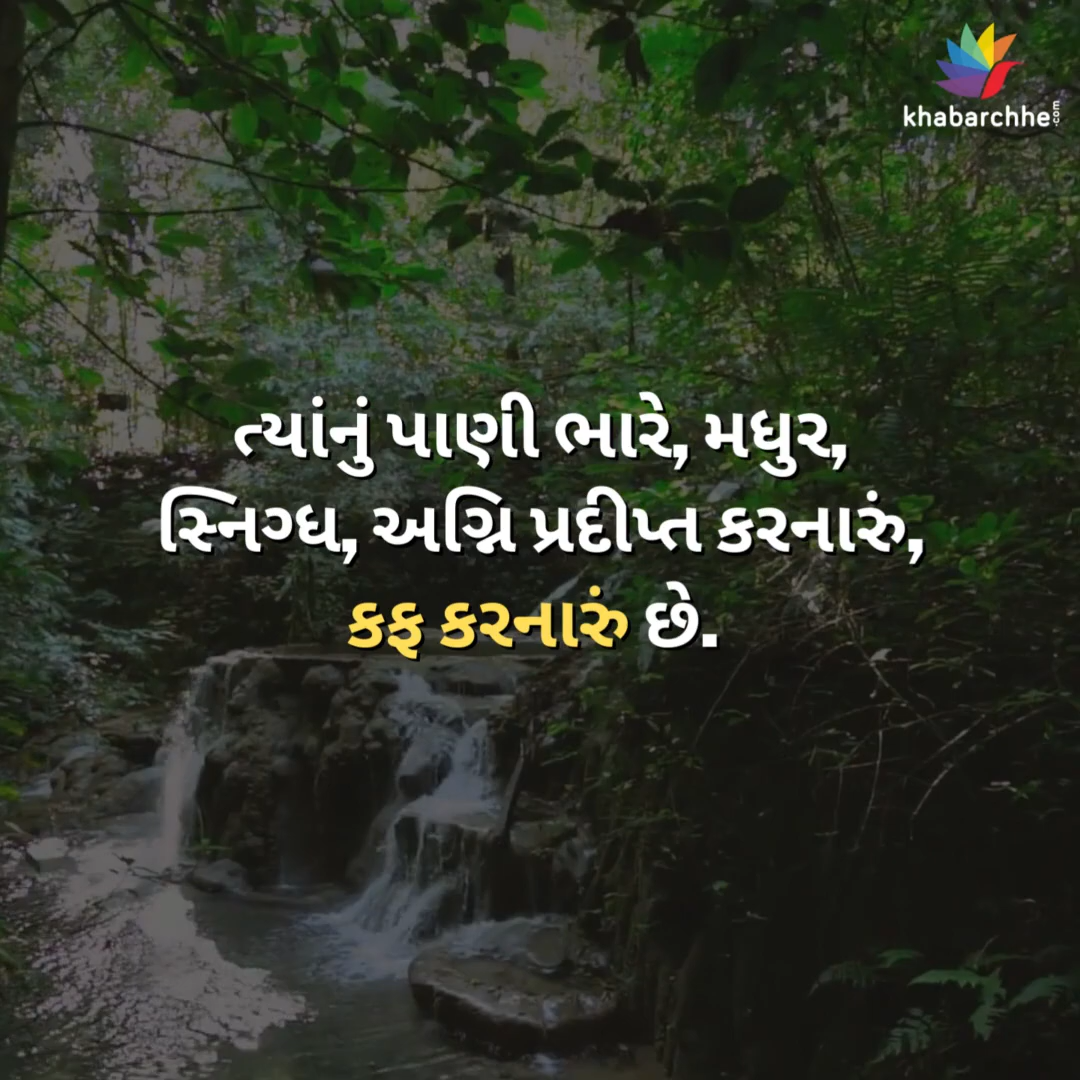 khabarchhe.com
ત્યાંનું પાણી ભારે, મધુર,
સ્નિગ્ધ, અગ્નિ પ્રદીપ્ત કરનારું,
કફ કરનારું છે.